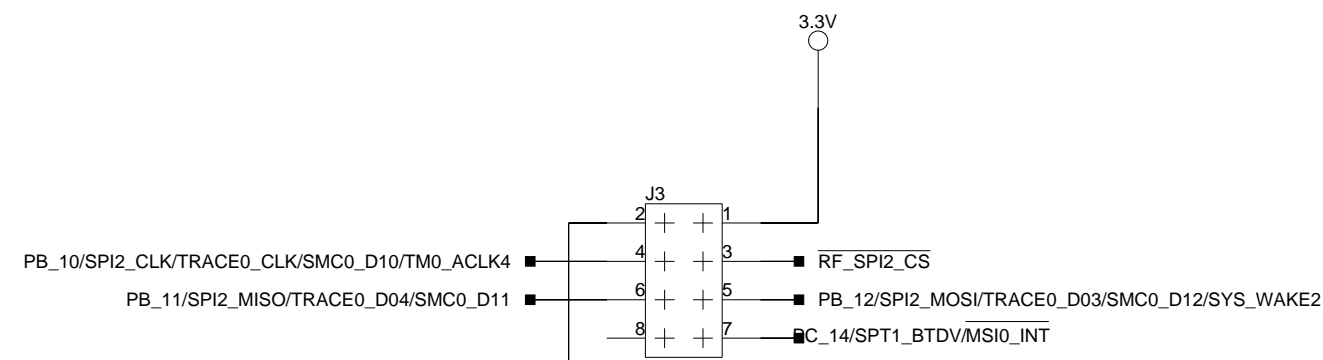 3.3V
J3
2 1
PB_10/SPI2_CLK/TRACE0_CLK/SMC0_D10/TM0_ACLK4 4 3 RF_SPI2_CS
PB_11/SPI2_MISO/TRACE0_D04/SMC0_D11 6 5 PB_12/SPI2_MOSI/TRACE0_D03/SMC0_D12/SYS_WAKE2
8 7 PC_14/SPT1_BTDV/MSI0_INT